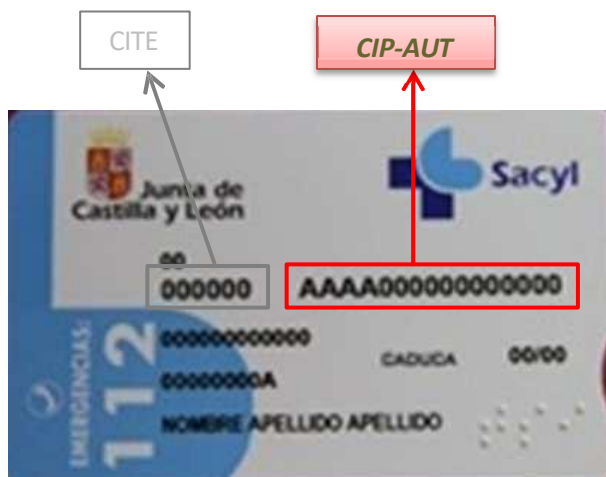 CITE
CIP-AUT
Junta de
Castilla y León
Sacyl
00
000000 AAAA000000000000
EMERGENCIAS:
112
000000000000
CADUCA 00/00
00000000A
NOMBRE APELLIDO APELLIDO